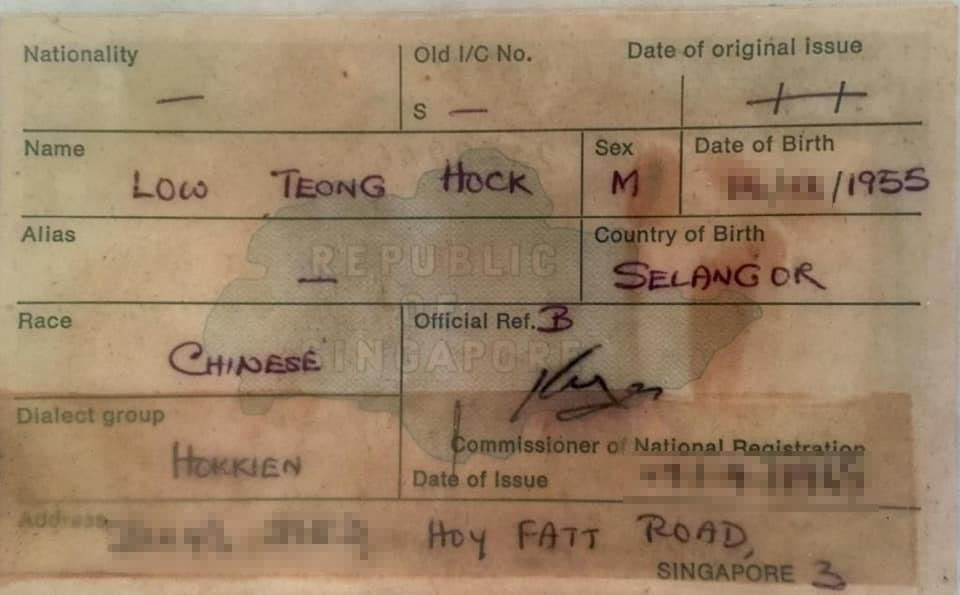 Nationality Old I/C No. Date of original issue
— S — / /
Name Sex Date of Birth
LOW TEONG HOCK M /1955
Alias Country of Birth
REPUBLIC
— SELANGOR
OF
Race Official Ref. B
CHINESE SINGAPORE
Dialect group
Commissioner of National Registration
HOKKIEN Date of Issue
Address
HOY FATT ROAD,
SINGAPORE 3